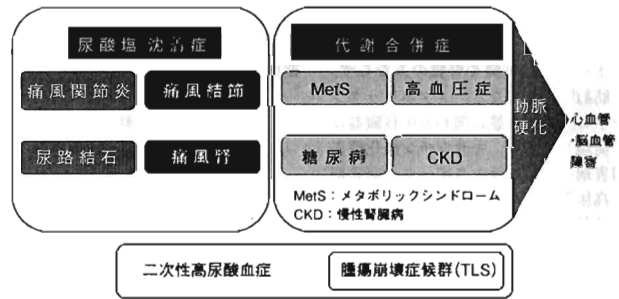 尿酸塩沈着症
代謝合併症
痛風関節炎
痛風結節
MetS
高血圧症
尿路結石
痛風腎
糖尿病
CKD
動脈
硬化
・心血管
・脳血管
障害
MetS：メタボリックシンドローム
CKD：慢性腎臓病
二次性高尿酸血症
腫瘍崩壊症候群(TLS)